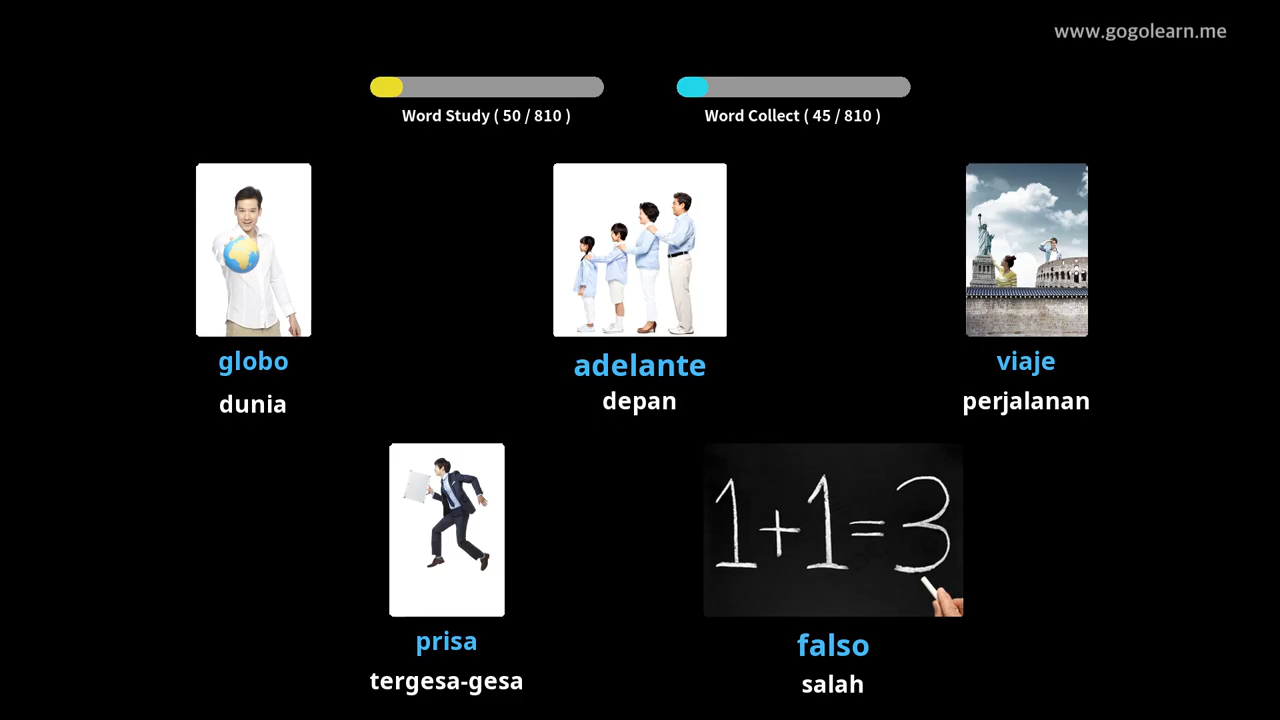 www.gogolearn.me
Word Study ( 50 / 810 )
Word Collect ( 45 / 810 )
globo
dunia
adelante
depan
viaje
perjalanan
1+1=3
prisa
tergesa-gesa
falso
salah